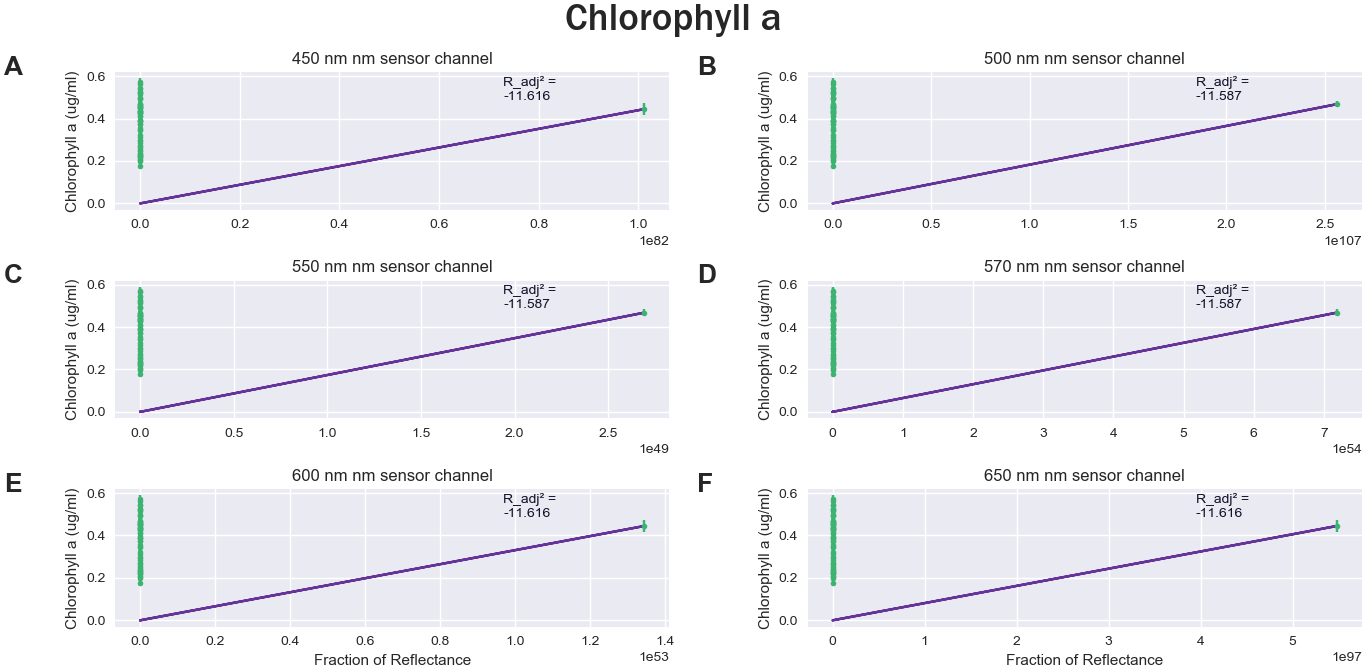 Chlorophyll a
A
450 nm nm sensor channel
Chlorophyll a (ug/ml)
0.6
0.4
0.2
0.0
R_adj² =
-11.616
0.0 0.2 0.4 0.6 0.8 1.0
1e82
B
500 nm nm sensor channel
Chlorophyll a (ug/ml)
0.6
0.4
0.2
0.0
R_adj² =
-11.587
0.0 0.5 1.0 1.5 2.0 2.5
1e107
C
550 nm nm sensor channel
Chlorophyll a (ug/ml)
0.6
0.4
0.2
0.0
R_adj² =
-11.587
0.0 0.5 1.0 1.5 2.0 2.5
1e49
D
570 nm nm sensor channel
Chlorophyll a (ug/ml)
0.6
0.4
0.2
0.0
R_adj² =
-11.587
0 1 2 3 4 5 6 7
1e54
E
600 nm nm sensor channel
Chlorophyll a (ug/ml)
0.6
0.4
0.2
0.0
R_adj² =
-11.616
0.0 0.2 0.4 0.6 0.8 1.0 1.2 1.4
1e53
Fraction of Reflectance
F
650 nm nm sensor channel
Chlorophyll a (ug/ml)
0.6
0.4
0.2
0.0
R_adj² =
-11.616
0 1 2 3 4 5
1e97
Fraction of Reflectance